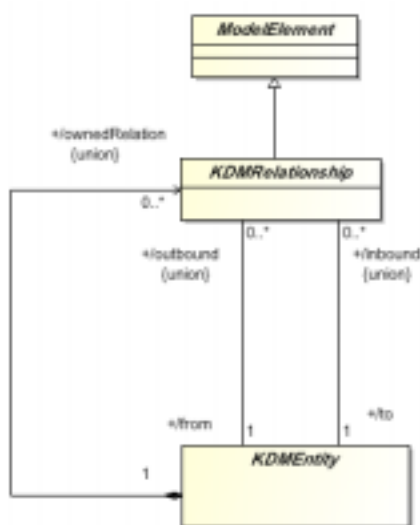 ModelElement
+/ownedRelation
{union}
KDMRelationship
0..*
0..*
0..*
+/outbound
{union}
+/inbound
{union}
+/from
+/to
1
1
1
KDMEntity